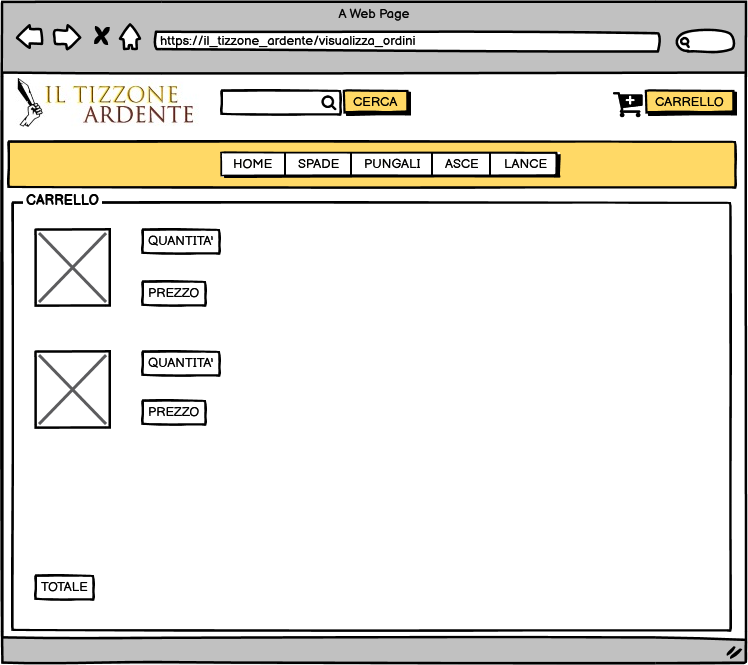 A Web Page
https://il_tizzone_ardente/visualizza_ordini
IL TIZZONE
ARDENTE
CERCA
CARRELLO
HOME SPADE PUNGALI ASCE LANCE
CARRELLO
QUANTITA'
PREZZO
QUANTITA'
PREZZO
TOTALE